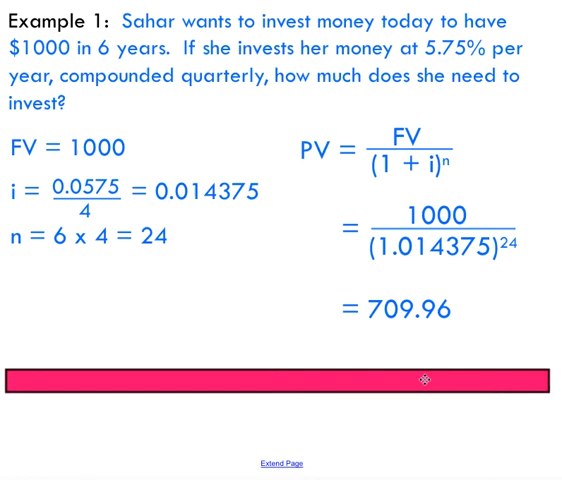 Example 1: Sahar wants to invest money today to have
$1000 in 6 years. If she invests her money at 5.75% per
year, compounded quarterly, how much does she need to
invest?
FV = 1000
i = 0.0575 / 4 = 0.014375
n = 6 x 4 = 24
PV = FV / (1 + i)ⁿ
= 1000 / (1.014375)²⁴
= 709.96
Extend Page